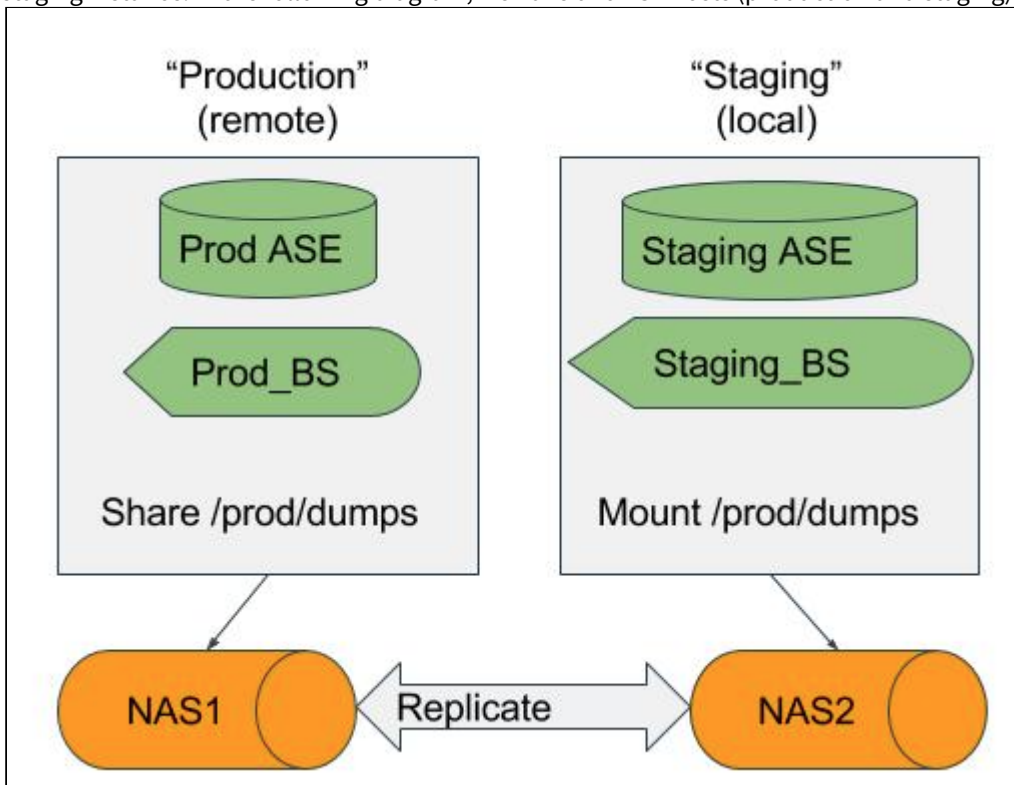 “Production”
(remote)
“Staging”
(local)
Prod ASE
Staging ASE
Prod_BS
Staging_BS
Share /prod/dumps
Mount /prod/dumps
NAS1
Replicate
NAS2